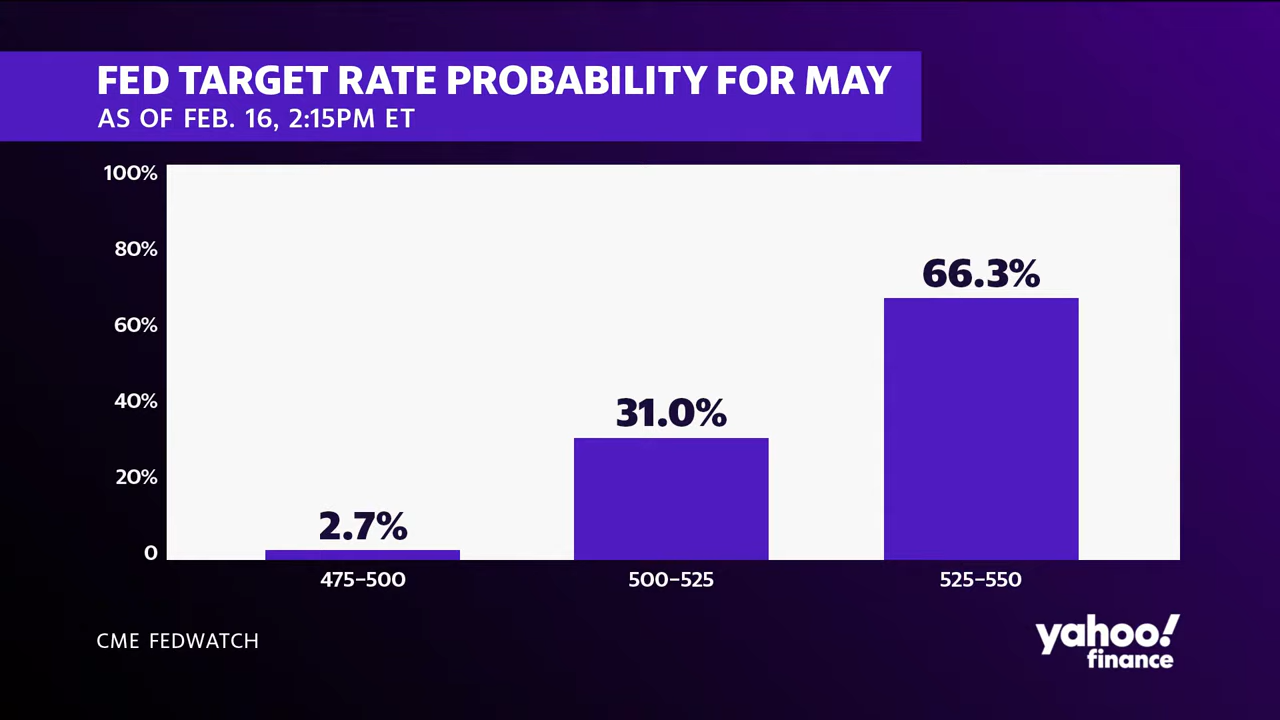 FED TARGET RATE PROBABILITY FOR MAY
AS OF FEB. 16, 2:15PM ET
100%
80%
60%
40%
20%
0
2.7%
31.0%
66.3%
475–500
500–525
525–550
CME FEDWATCH
yahoo!
finance